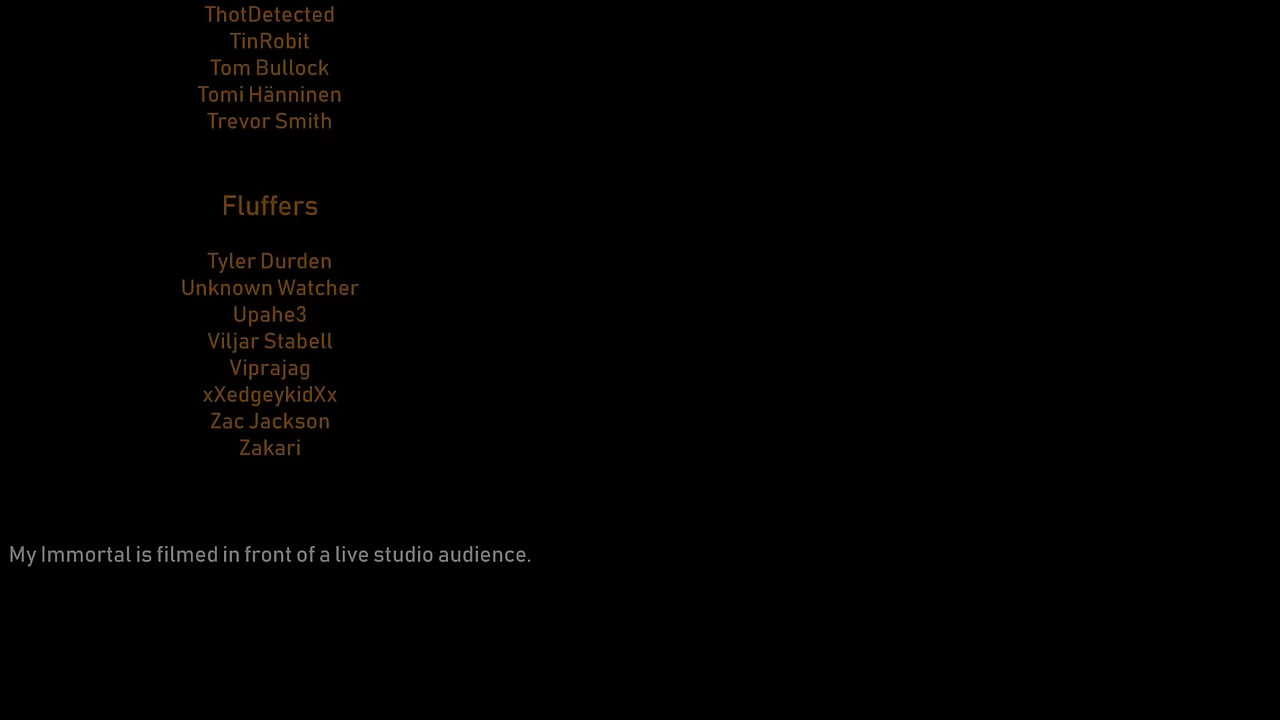 ThotDetected
TinRobit
Tom Bullock
Tomi Hänninen
Trevor Smith
Fluffers
Tyler Durden
Unknown Watcher
Upahe3
Viljar Stabell
Viprajag
xXedgeykidXx
Zac Jackson
Zakari
My Immortal is filmed in front of a live studio audience.